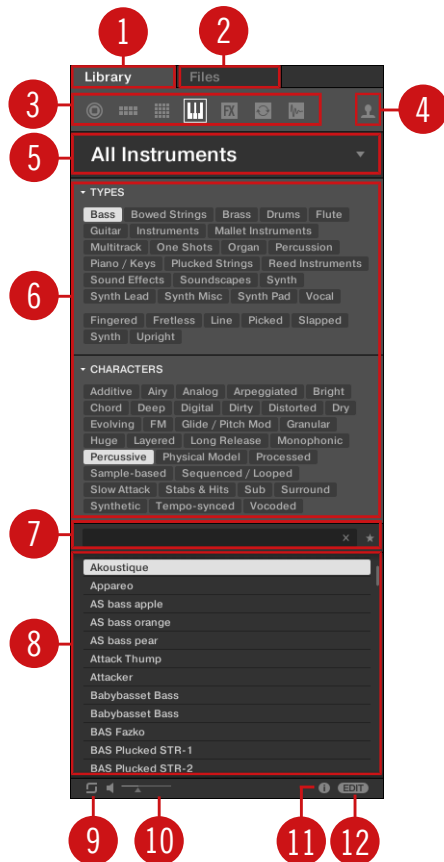 1
2
Library Files
3
FX
4
5
All Instruments
6
TYPES
Bass Bowed Strings Brass Drums Flute
Guitar Instruments Mallet Instruments
Multitrack One Shots Organ Percussion
Piano / Keys Plucked Strings Reed Instruments
Sound Effects Soundscapes Synth
Synth Lead Synth Misc Synth Pad Vocal
Fingered Fretless Line Picked Slapped
Synth Upright
CHARACTERS
Additive Airy Analog Arpeggiated Bright
Chord Deep Digital Dirty Distorted Dry
Evolving FM Glide / Pitch Mod Granular
Huge Layered Long Release Monophonic
Percussive Physical Model Processed
Sample-based Sequenced / Looped
Slow Attack Stabs & Hits Sub Surround
Synthetic Tempo-synced Vocoded
7
8
Akoustique
Appareo
AS bass apple
AS bass orange
AS bass pear
Attack Thump
Attacker
Babybasset Bass
Babybasset Bass
BAS Fazko
BAS Plucked STR-1
BAS Plucked STR-2
i EDIT
9 10 11 12